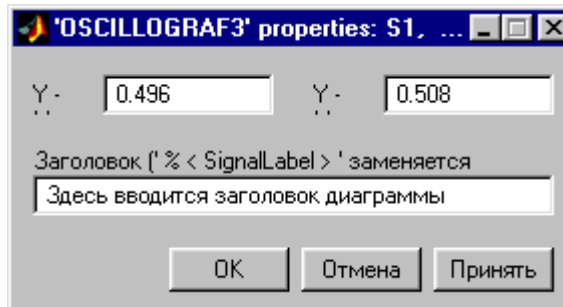 'OSCILLOGRAF3' properties: S1, ...
Y - 0.496 Y - 0.508
Заголовок (' % < SignalLabel > ' заменяется
Здесь вводится заголовок диаграммы
OK Отмена Принять